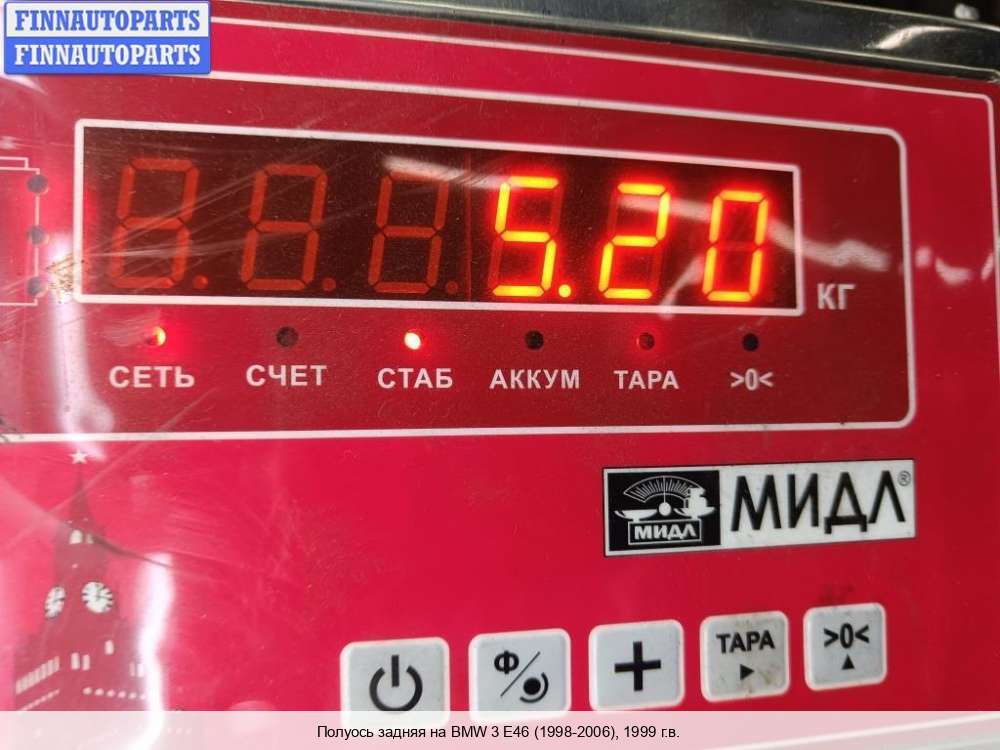 FINNAUTOPARTS
FINNAUTOPARTS
5.20
КГ
СЕТЬ СЧЕТ СТАБ АККУМ ТАРА >0<
МИДЛ МИДЛ®
Ф ТАРА >0<
Полуось задняя на BMW 3 E46 (1998-2006), 1999 г.в.